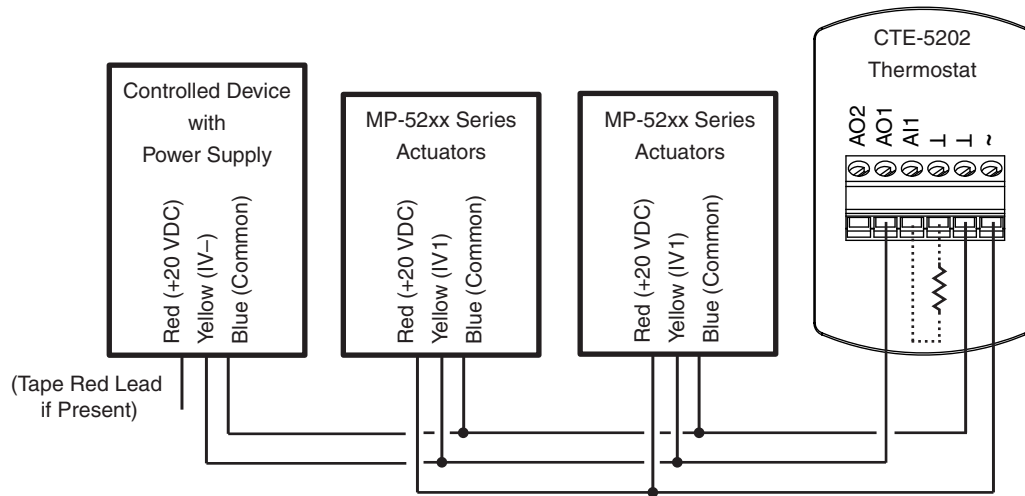 CTE-5202
Thermostat
AO2
AO1
AI1
⊥
⊥
~
Controlled Device
with
Power Supply
Red (+20 VDC)
Yellow (IV–)
Blue (Common)
(Tape Red Lead
if Present)
MP-52xx Series
Actuators
Red (+20 VDC)
Yellow (IV1)
Blue (Common)
MP-52xx Series
Actuators
Red (+20 VDC)
Yellow (IV1)
Blue (Common)